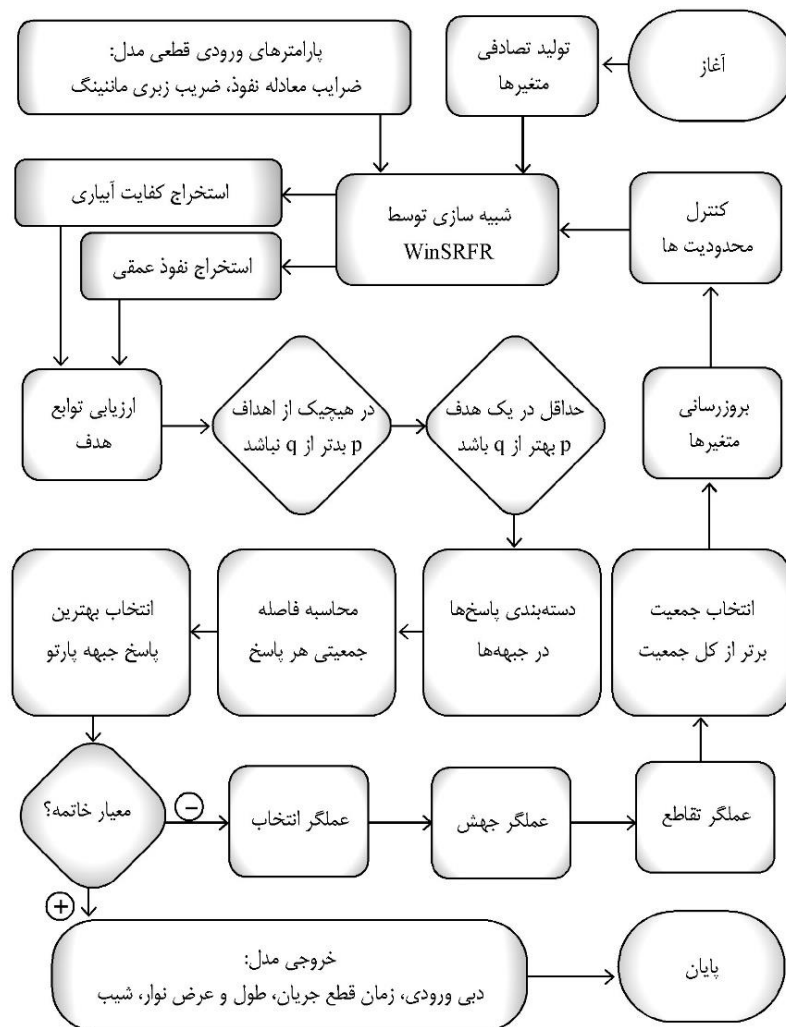 آغاز
تولید تصادفی
متغیرها
پارامترهای ورودی قطعی مدل:
ضرایب معادله نفوذ، ضریب زبری ماننینگ
شبیه سازی توسط
WinSRFR
کنترل
محدودیت ها
استخراج کفایت آبیاری
استخراج نفوذ عمقی
ارزیابی توابع
هدف
در هیچیک از اهداف
p بدتر از q نباشد
حداقل در یک هدف
p بهتر از q باشد
بروزرسانی
متغیرها
انتخاب جمعیت
برتر از کل جمعیت
دسته‌بندی پاسخ‌ها
در جبهه‌ها
محاسبه فاصله
جمعیتی هر پاسخ
انتخاب بهترین
پاسخ جبهه پارتو
معیار خاتمه؟
−
عملگر انتخاب
عملگر جهش
عملگر تقاطع
+
خروجی مدل:
دبی ورودی، زمان قطع جریان، طول و عرض نوار، شیب
پایان